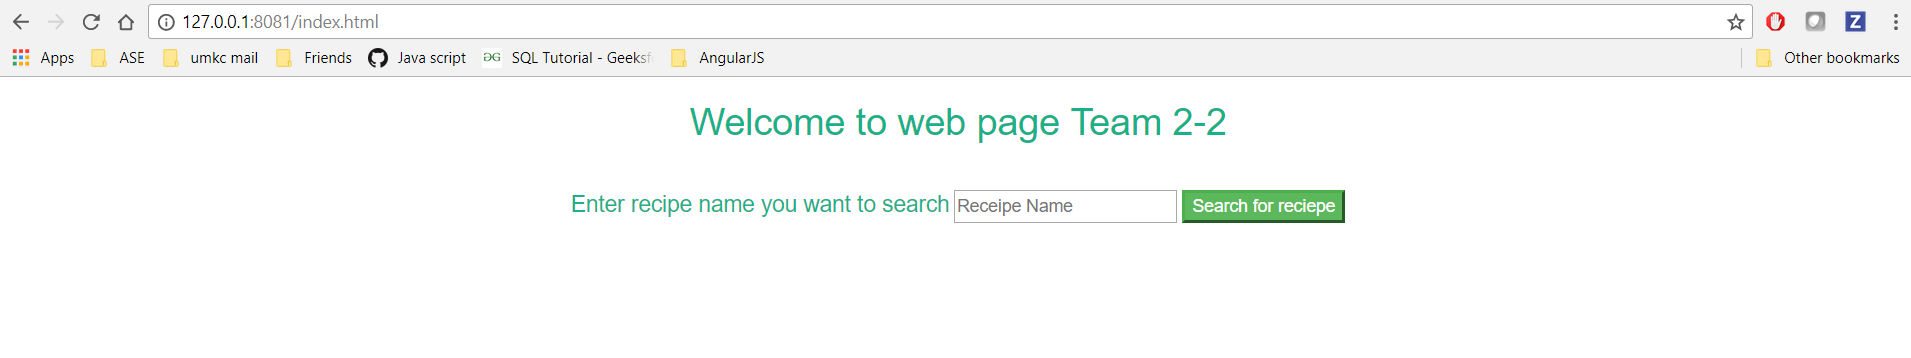 127.0.0.1:8081/index.html
Apps ASE umkc mail Friends Java script SQL Tutorial - Geeksf AngularJS Other bookmarks
Welcome to web page Team 2-2
Enter recipe name you want to search Receipe Name Search for reciepe